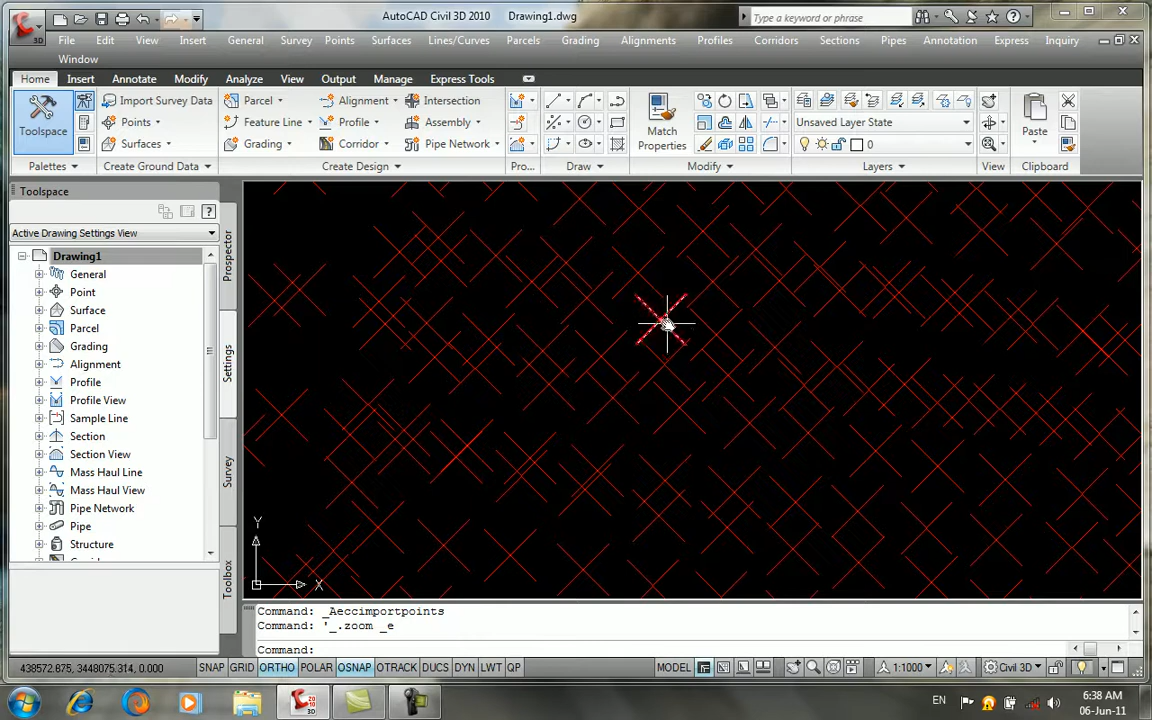 AutoCAD Civil 3D 2010 Drawing1.dwg Type a keyword or phrase
File Edit View Insert General Survey Points Surfaces Lines/Curves Parcels Grading Alignments Profiles Corridors Sections Pipes Annotation Express Inquiry
Window
Home Insert Annotate Modify Analyze View Output Manage Express Tools
Toolspace
Import Survey Data
Points
Surfaces
Parcel
Feature Line
Grading
Alignment
Profile
Corridor
Intersection
Assembly
Pipe Network
Match
Properties
Unsaved Layer State
0
Paste
Palettes Create Ground Data Create Design Pro... Draw Modify Layers View Clipboard
Toolspace
Active Drawing Settings View
Drawing1
General
Point
Surface
Parcel
Grading
Alignment
Profile
Profile View
Sample Line
Section
Section View
Mass Haul Line
Mass Haul View
Pipe Network
Pipe
Structure
Prospector
Settings
Survey
Toolbox
Y
X
Command: _Aeccimportpoints
Command: '_.zoom _e
Command:
438572.875, 3448075.314, 0.000 SNAP GRID ORTHO POLAR OSNAP OTRACK DUCS DYN LWT QP MODEL 1:1000 Civil 3D
EN 6:38 AM
06-Jun-11